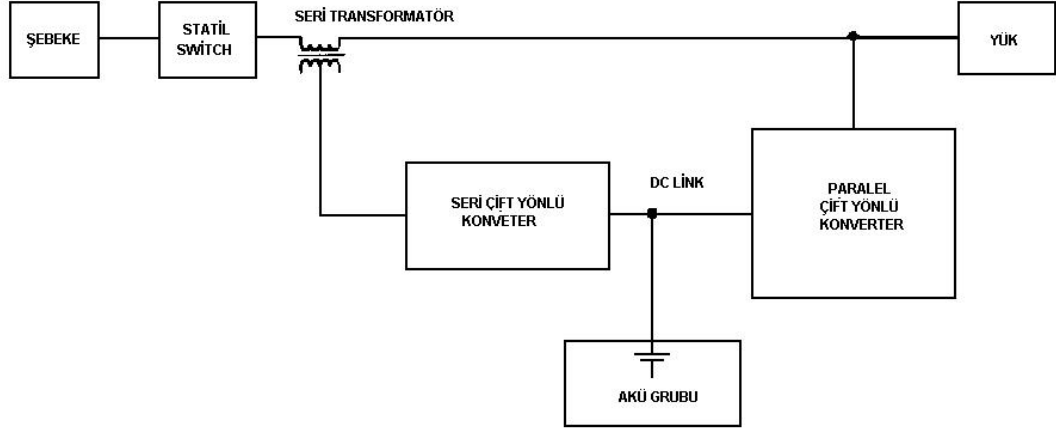 SERİ TRANSFORMATÖR
ŞEBEKE
STATİL
SWİTCH
YÜK
SERİ ÇİFT YÖNLÜ
KONVETER
DC LİNK
PARALEL
ÇİFT YÖNLÜ
KONVERTER
AKÜ GRUBU